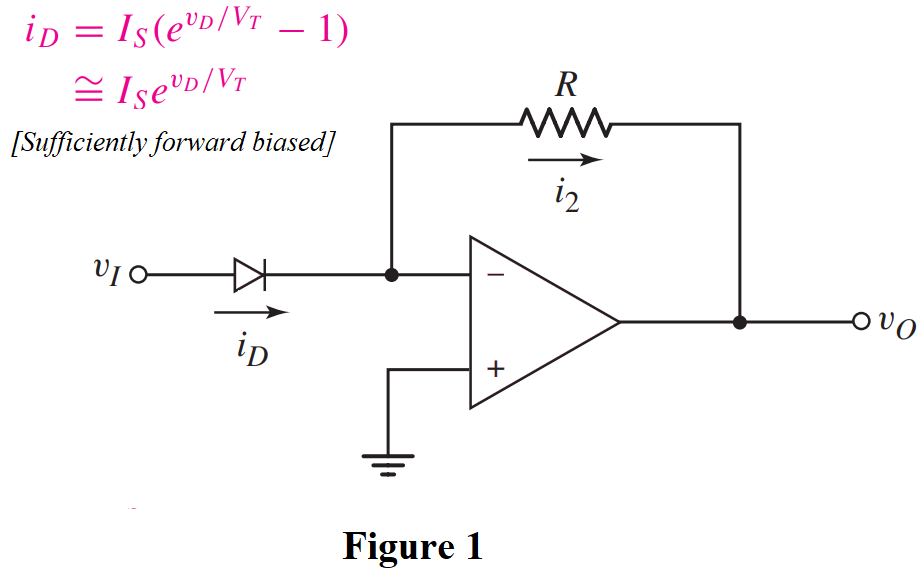 i_D = I_S(e^{v_D/V_T} − 1)
≅ I_S e^{v_D/V_T}
[Sufficiently forward biased]
R
i_2
v_I
−
i_D
+
v_O
Figure 1